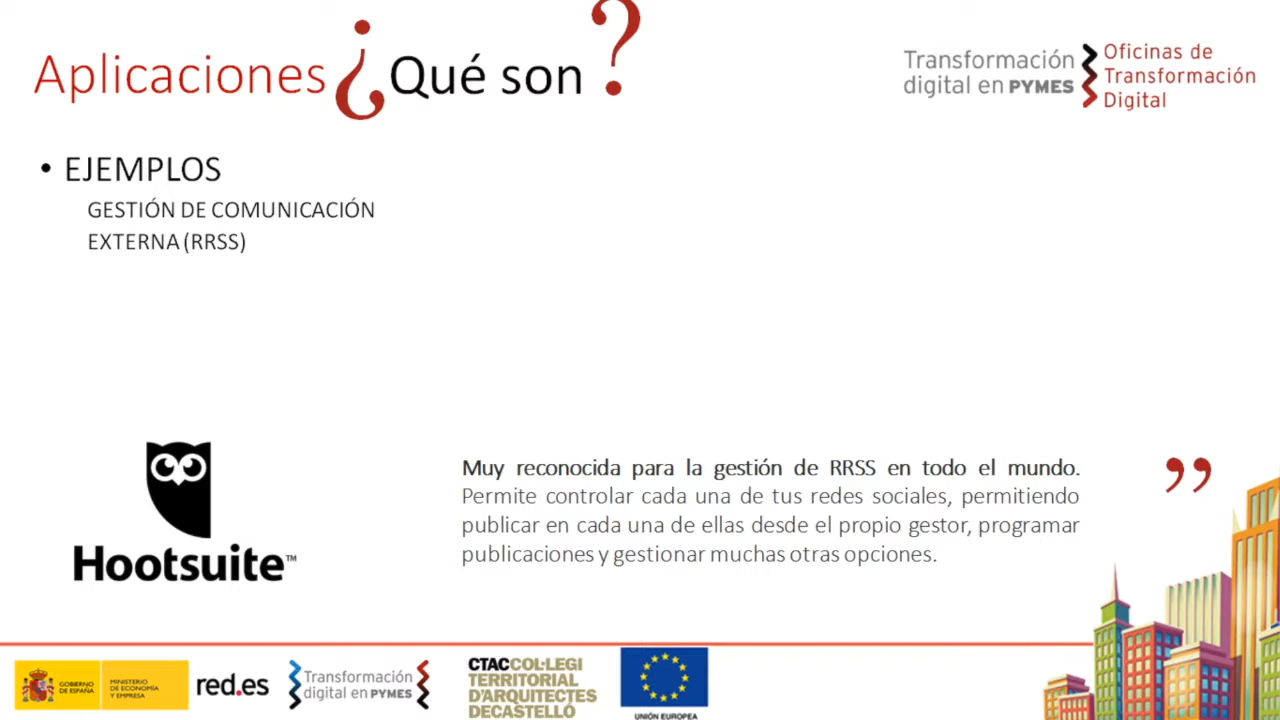 Aplicaciones ¿Qué son?
Transformación
digital en PYMES
Oficinas de
Transformación
Digital
• EJEMPLOS
GESTIÓN DE COMUNICACIÓN
EXTERNA (RRSS)
Hootsuite™
Muy reconocida para la gestión de RRSS en todo el mundo.
Permite controlar cada una de tus redes sociales, permitiendo
publicar en cada una de ellas desde el propio gestor, programar
publicaciones y gestionar muchas otras opciones.
”
GOBIERNO
DE ESPAÑA
MINISTERIO
DE ECONOMÍA
Y EMPRESA
red.es
Transformación
digital en PYMES
CTACCOL·LEGI
TERRITORIAL
D'ARQUITECTES
DECASTELLÓ
UNIÓN EUROPEA